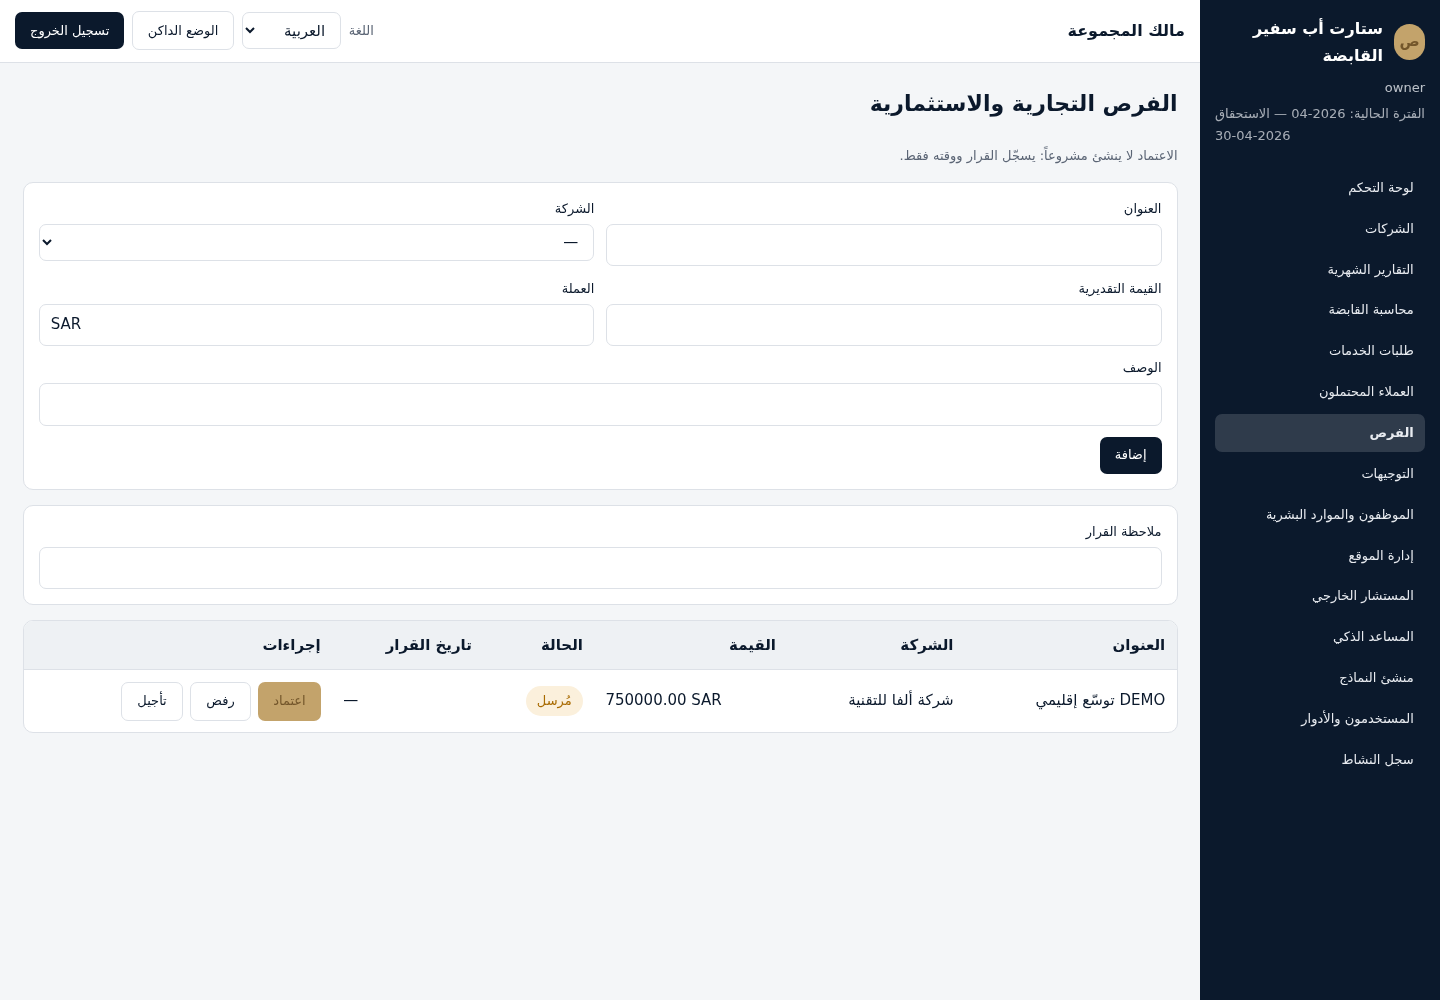 ص
ستارت أب سفير
القابضة
owner
الفترة الحالية: 2026-04 — الاستحقاق
2026-04-30
لوحة التحكم
الشركات
التقارير الشهرية
محاسبة القابضة
طلبات الخدمات
العملاء المحتملون
الفرص
التوجيهات
الموظفون والموارد البشرية
إدارة الموقع
المستشار الخارجي
المساعد الذكي
منشئ النماذج
المستخدمون والأدوار
سجل النشاط
مالك المجموعة
اللغة العربية الوضع الداكن تسجيل الخروج
الفرص التجارية والاستثمارية
الاعتماد لا ينشئ مشروعاً: يسجّل القرار ووقته فقط.
العنوان الشركة
—
القيمة التقديرية العملة
SAR
الوصف
إضافة
ملاحظة القرار
العنوان الشركة القيمة الحالة تاريخ القرار إجراءات
DEMO توسّع إقليمي شركة ألفا للتقنية 750000.00 SAR مُرسل — اعتماد رفض تأجيل